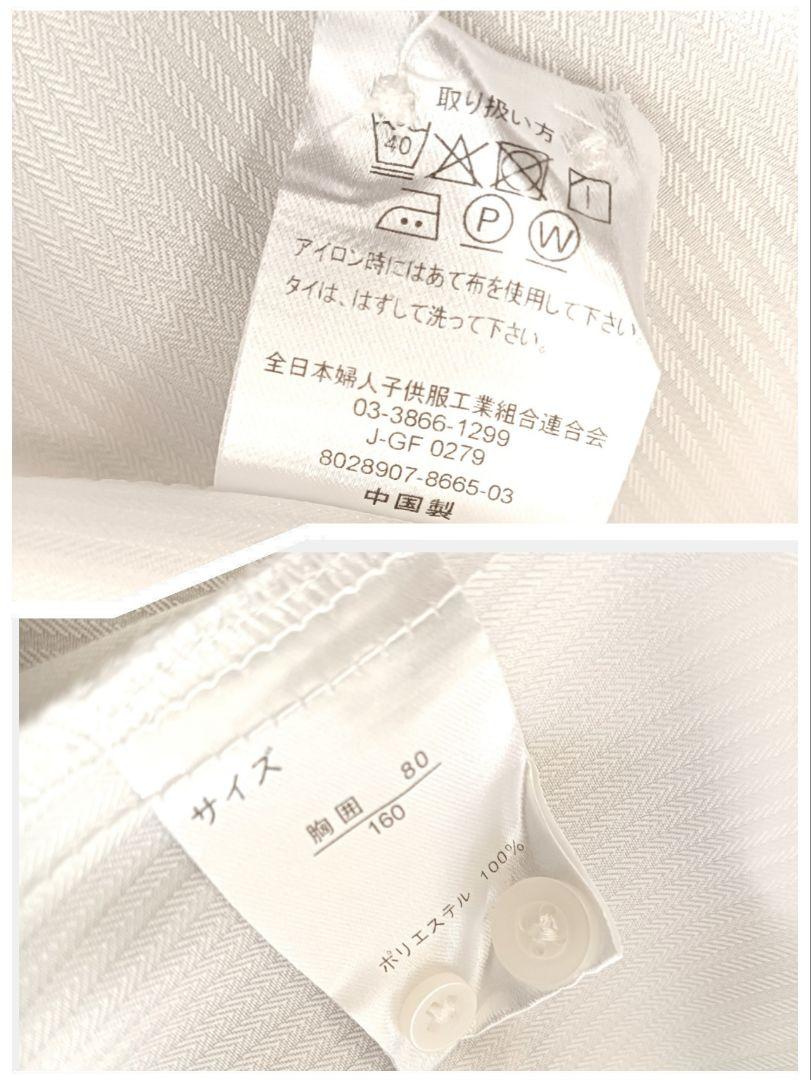 取り扱い方
40
P W
アイロン時にはあて布を使用して下さい。
タイは、はずして洗って下さい。
全日本婦人子供服工業組合連合会
03-3866-1299
J-GF 0279
8028907-8665-03
中国製
サイズ
胸囲 80
160
ポリエステル 100%